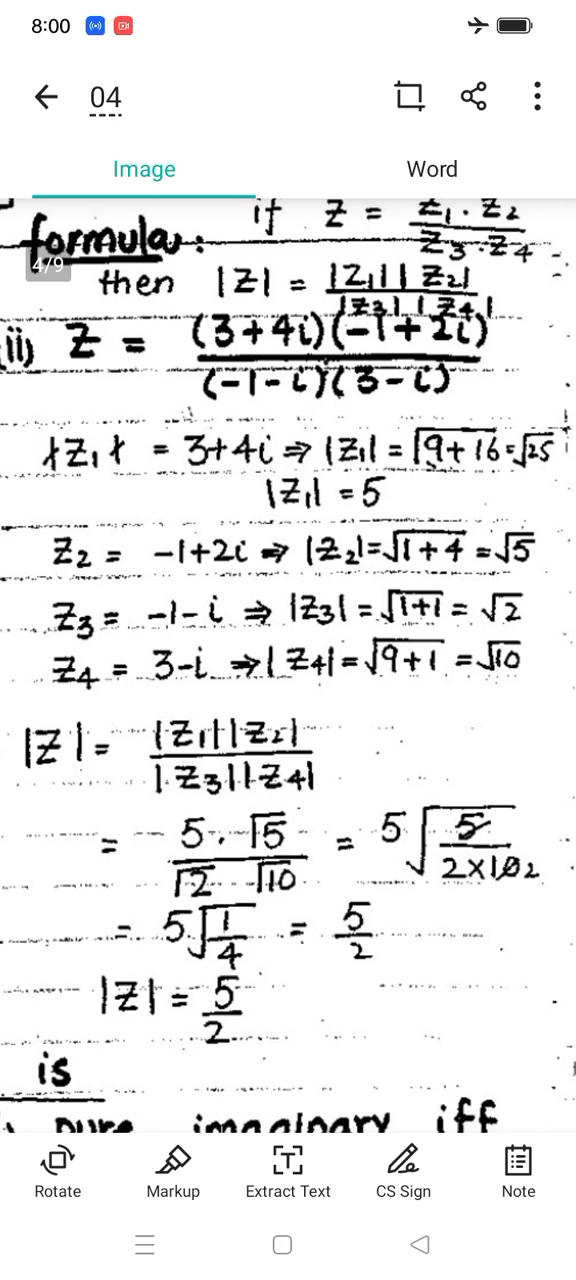 8:00
04
Image Word
if Z = Z1 . Z2 / Z3 . Z4
formula:
4/9
then |Z| = |Z1| |Z2| / |Z3| |Z4|
ii) Z = (3+4i)(-1+2i) / (-1-i)(3-i)
Z1 = 3+4i ⇒ |Z1| = √9+16 = √25
|Z1| = 5
Z2 = -1+2i ⇒ |Z2| = √1+4 = √5
Z3 = -1-i ⇒ |Z3| = √1+1 = √2
Z4 = 3-i ⇒ |Z4| = √9+1 = √10
|Z| = |Z1||Z2| / |Z3||Z4|
= 5.√5 / √2 √10 = 5 √5 / 2×10 2
= 5√1/4 = 5/2
|Z| = 5/2
is
pure imaginary iff
Rotate Markup Extract Text CS Sign Note